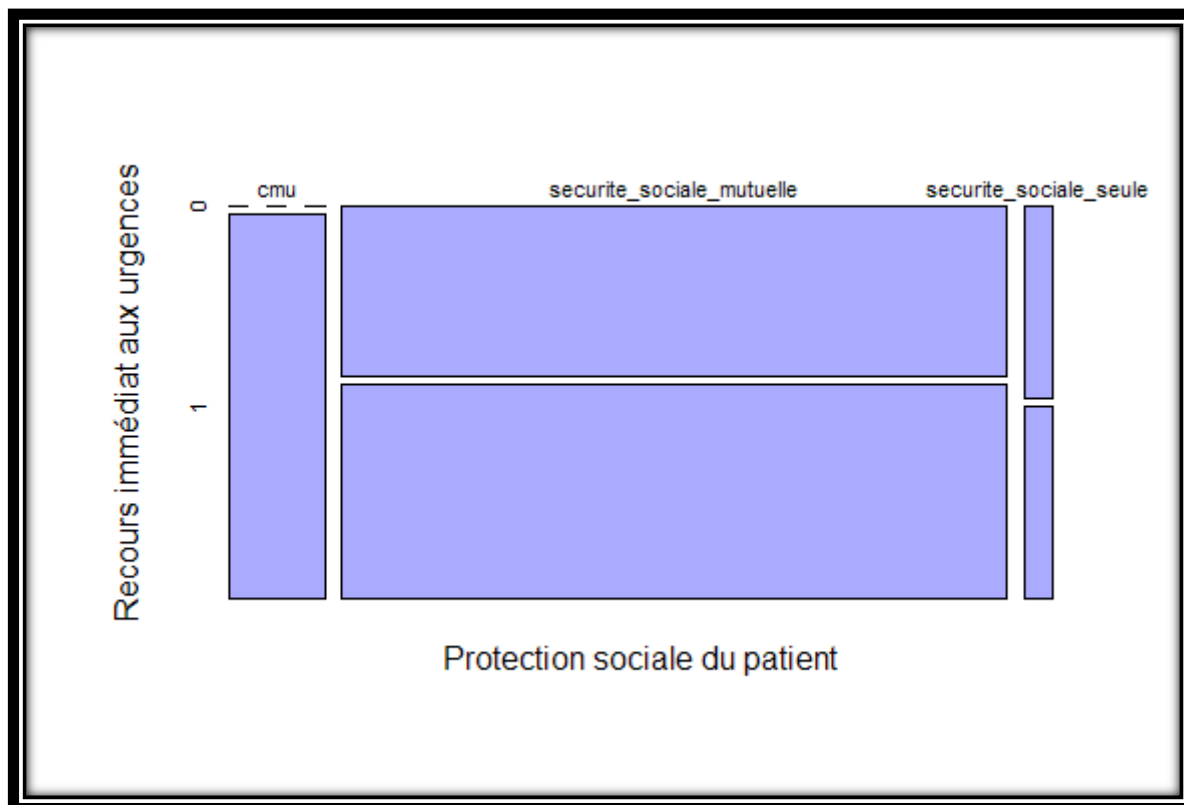 cmu
securite_sociale_mutuelle
securite_sociale_seule
0
1
Recours immédiat aux urgences
Protection sociale du patient